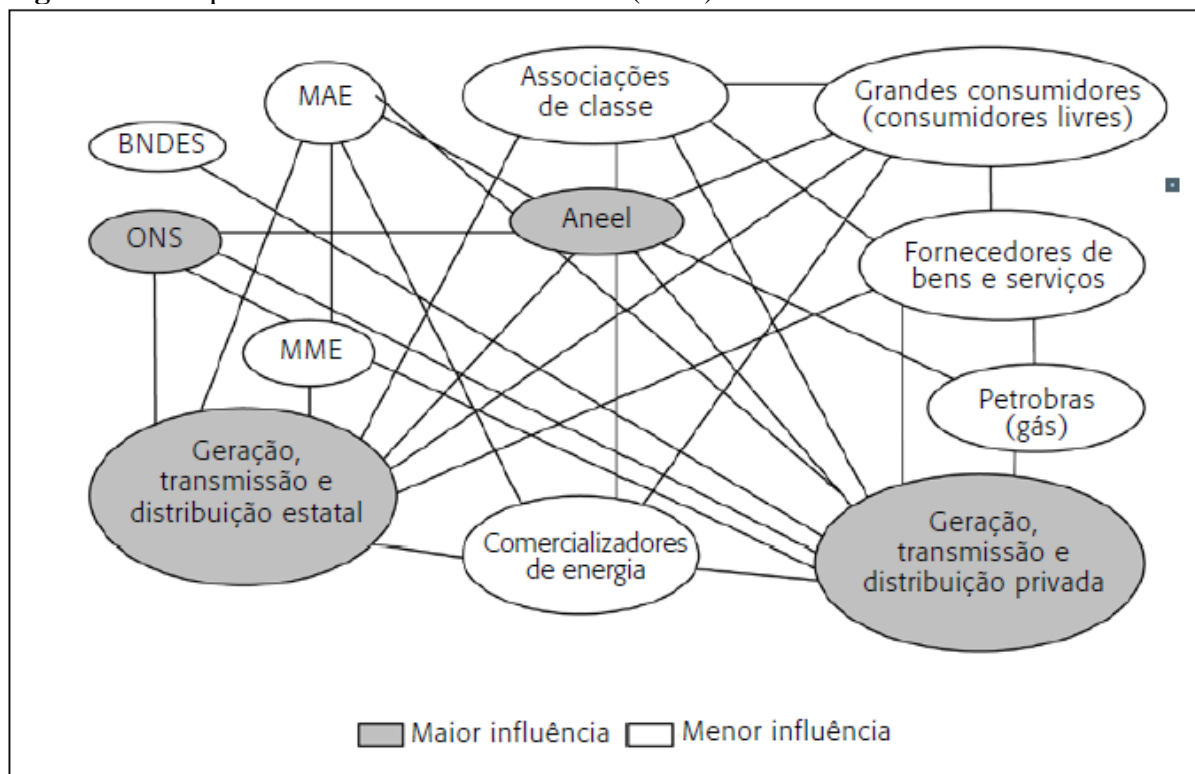 MAE
Associações
de classe
Grandes consumidores
(consumidores livres)
BNDES
ONS
Aneel
Fornecedores de
bens e serviços
MME
Petrobras
(gás)
Geração,
transmissão e
distribuição estatal
Comercializadores
de energia
Geração,
transmissão e
distribuição privada
Maior influência
Menor influência